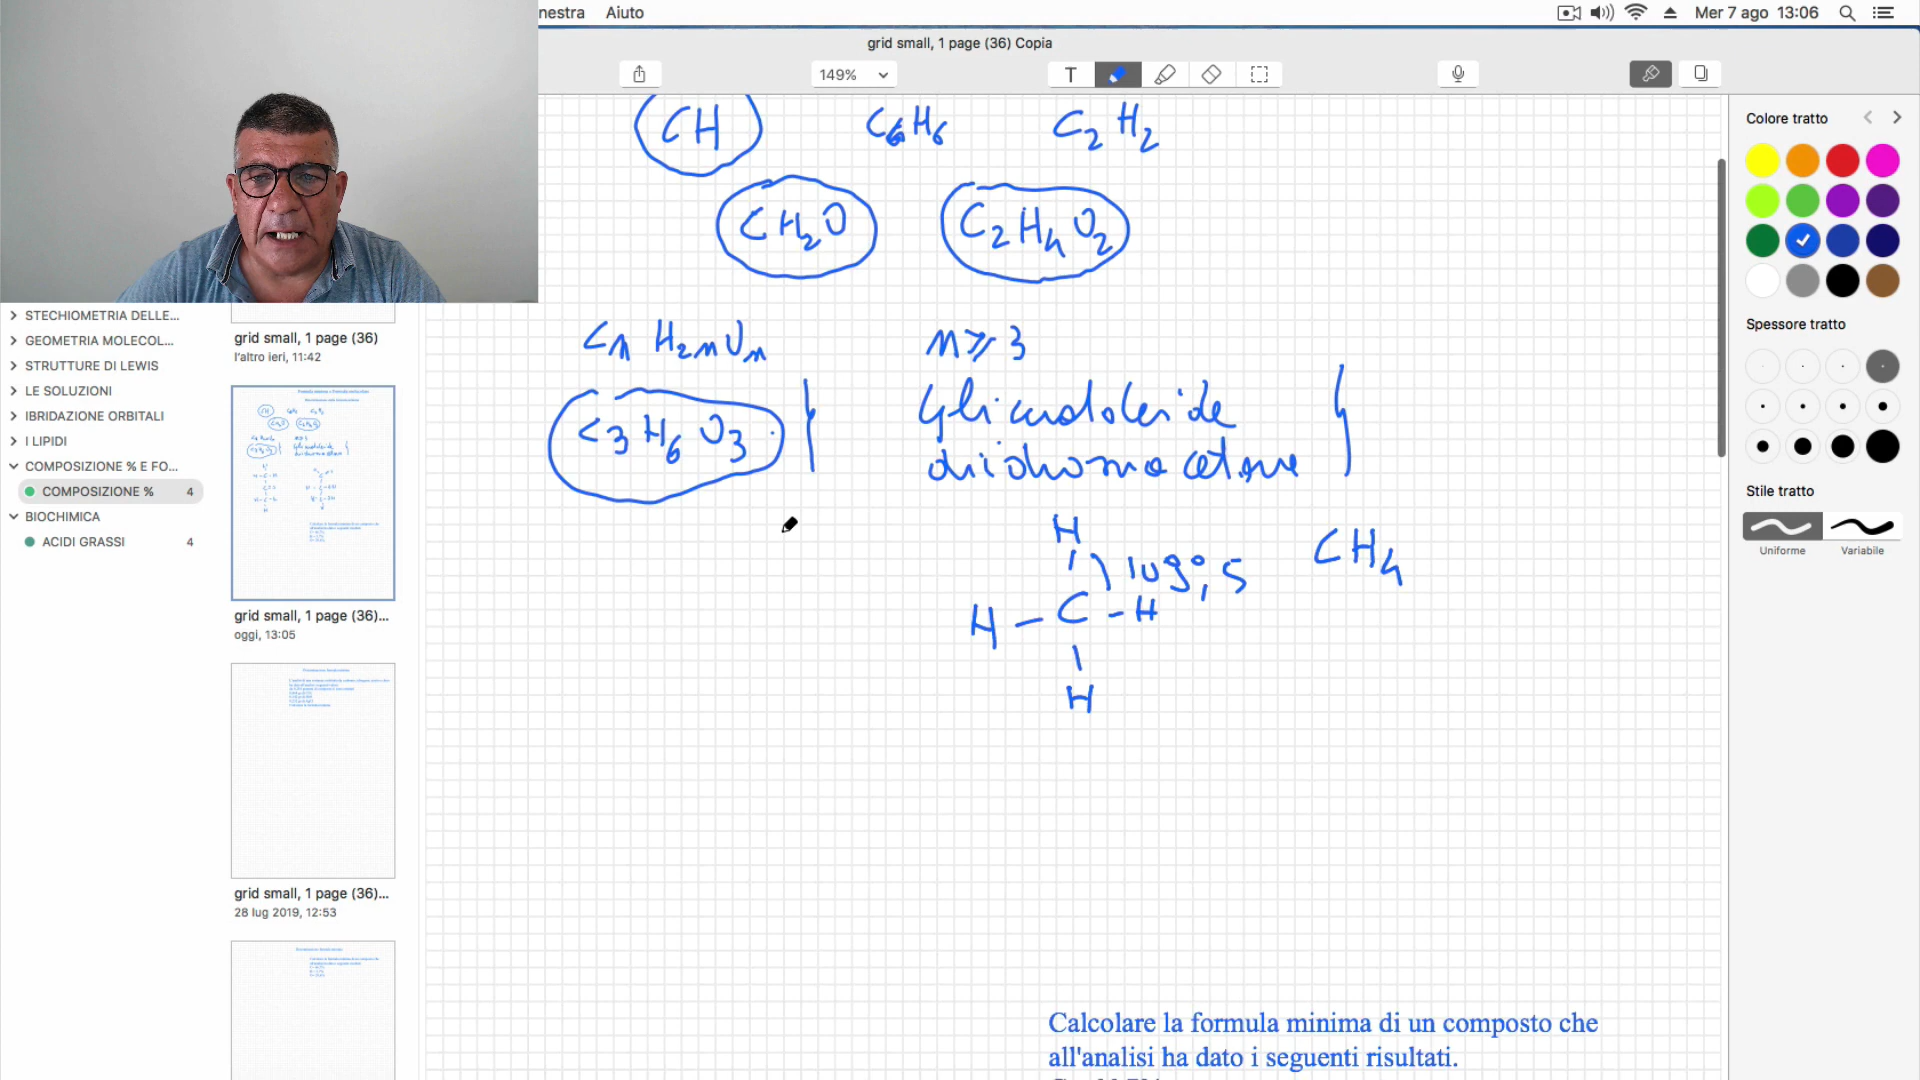 nestra Aiuto Mer 7 ago 13:06
grid small, 1 page (36) Copia
149% T
CH C6H6 C2H2
CH2O C2H4O2
CnH2nOn n≥3
C3H6O3 Gliceraldeide
diidrossiacetone
H
109°,5 CH4
H – C – H
H
STECHIOMETRIA DELLE...
GEOMETRIA MOLECOL...
STRUTTURE DI LEWIS
LE SOLUZIONI
IBRIDAZIONE ORBITALI
I LIPIDI
COMPOSIZIONE % E FO...
COMPOSIZIONE % 4
BIOCHIMICA
ACIDI GRASSI 4
grid small, 1 page (36)
l'altro ieri, 11:42
grid small, 1 page (36)...
oggi, 13:05
grid small, 1 page (36)...
28 lug 2019, 12:53
Calcolare la formula minima di un composto che
all'analisi ha dato i seguenti risultati.
Colore tratto
Spessore tratto
Stile tratto
Uniforme Variabile